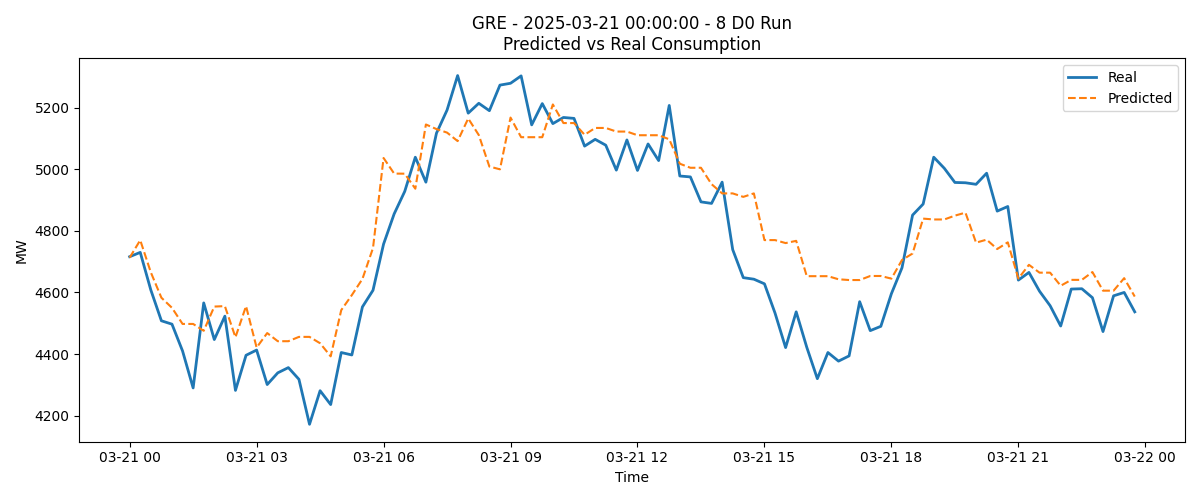 GRE - 2025-03-21 00:00:00 - 8 D0 Run
Predicted vs Real Consumption
Real
Predicted
MW
5200
5000
4800
4600
4400
4200
03-21 00
03-21 03
03-21 06
03-21 09
03-21 12
03-21 15
03-21 18
03-21 21
03-22 00
Time